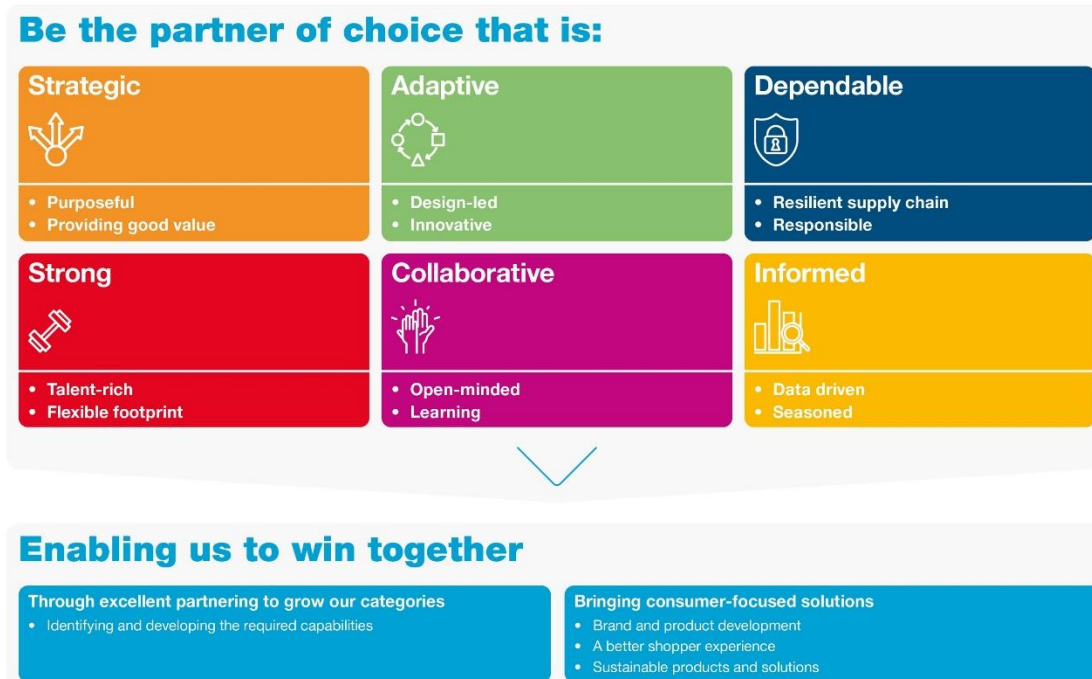 Be the partner of choice that is:
Strategic
• Purposeful
• Providing good value
Adaptive
• Design-led
• Innovative
Dependable
• Resilient supply chain
• Responsible
Strong
• Talent-rich
• Flexible footprint
Collaborative
• Open-minded
• Learning
Informed
• Data driven
• Seasoned
Enabling us to win together
Through excellent partnering to grow our categories
• Identifying and developing the required capabilities
Bringing consumer-focused solutions
• Brand and product development
• A better shopper experience
• Sustainable products and solutions